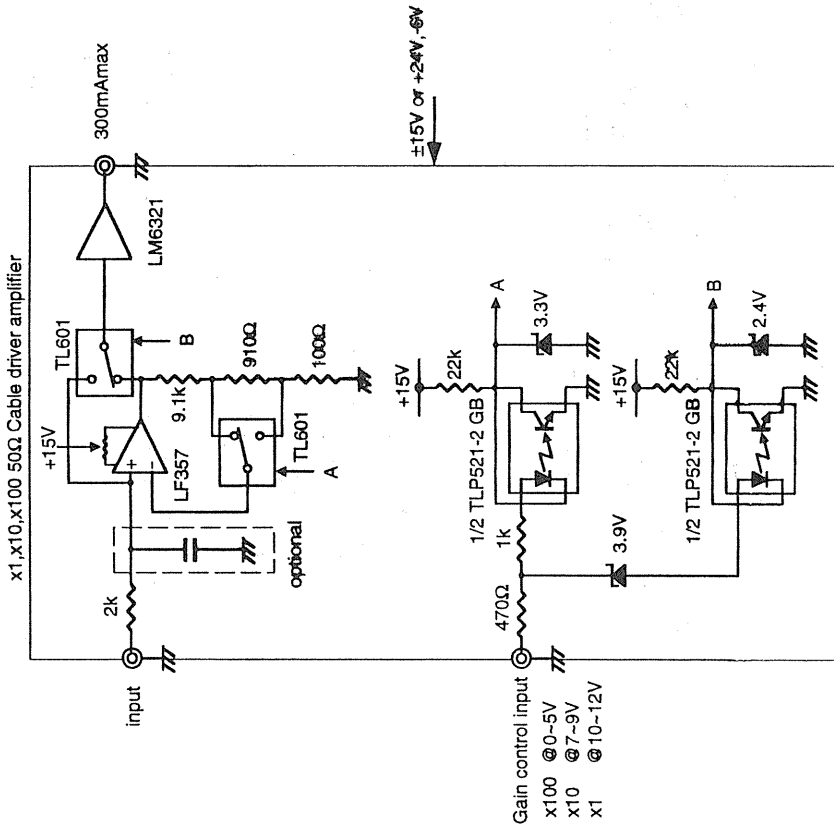 x1,x10,x100 50Ω Cable driver amplifier
input
2k
optional
+15V
LF357
TL601
B
9.1k
910Ω
100Ω
TL601
A
LM6321
300mAmax
±15V or +24V,-6V
Gain control input
x100 @0~5V
x10 @7~9V
x1 @10~12V
470Ω
1k
1/2 TLP521-2 GB
+15V
22k
A
3.3V
3.9V
1/2 TLP521-2 GB
+15V
22k
B
2.4V